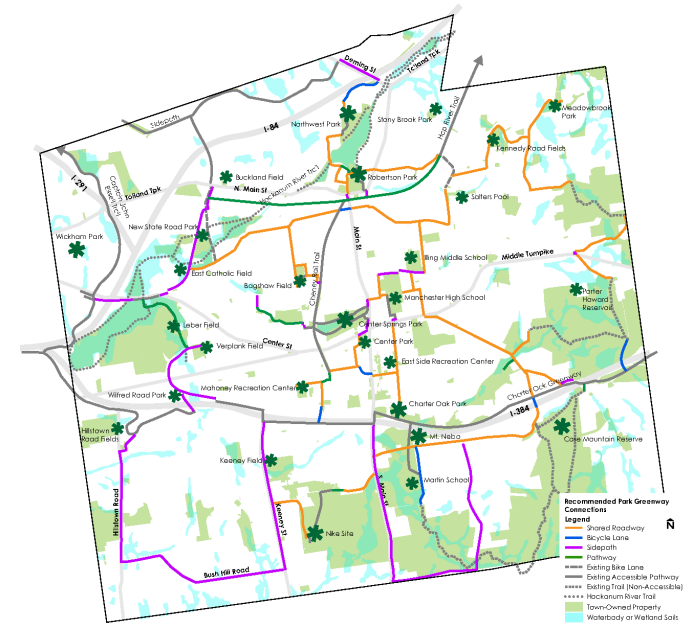 Deming St
Tolland Tpk
Sidepath
I-84
Northwest Park
Stony Brook Park
Hop River Trail
Meadowbrook
Park
Kennedy Road Fields
I-291
Captain John
Tolland Tpk
Buckland Field
N. Main St
Hockanum River Trail
Robertson Park
Salters Pool
New State Road Park
Wickham Park
Main St
East Catholic Field
Illing Middle School
Middle Turnpike
Bagshaw Field
Cheney Rail Trail
Manchester High School
Porter
Howard
Reservoir
Leber Field
Center Springs Park
Verplank Field
Center St
Center Park
East Side Recreation Center
Mahoney Recreation Center
Charter Oak Greenway
Wilfred Road Park
Charter Oak Park
I-384
Hillstown
Road Fields
Mt. Nebo
Case Mountain Reserve
Keeney Field
Martin School
S. Main St
Hillstown Road
Keeney St
Nike Site
Bush Hill Road
Recommended Park Greenway
Connections
Legend
Shared Roadway
Bicycle Lane
Sidepath
Pathway
Existing Bike Lane
Existing Accessible Pathway
Existing Trail (Non-Accessible)
Hockanum River Trail
Town-Owned Property
Waterbody or Wetland Soils
N